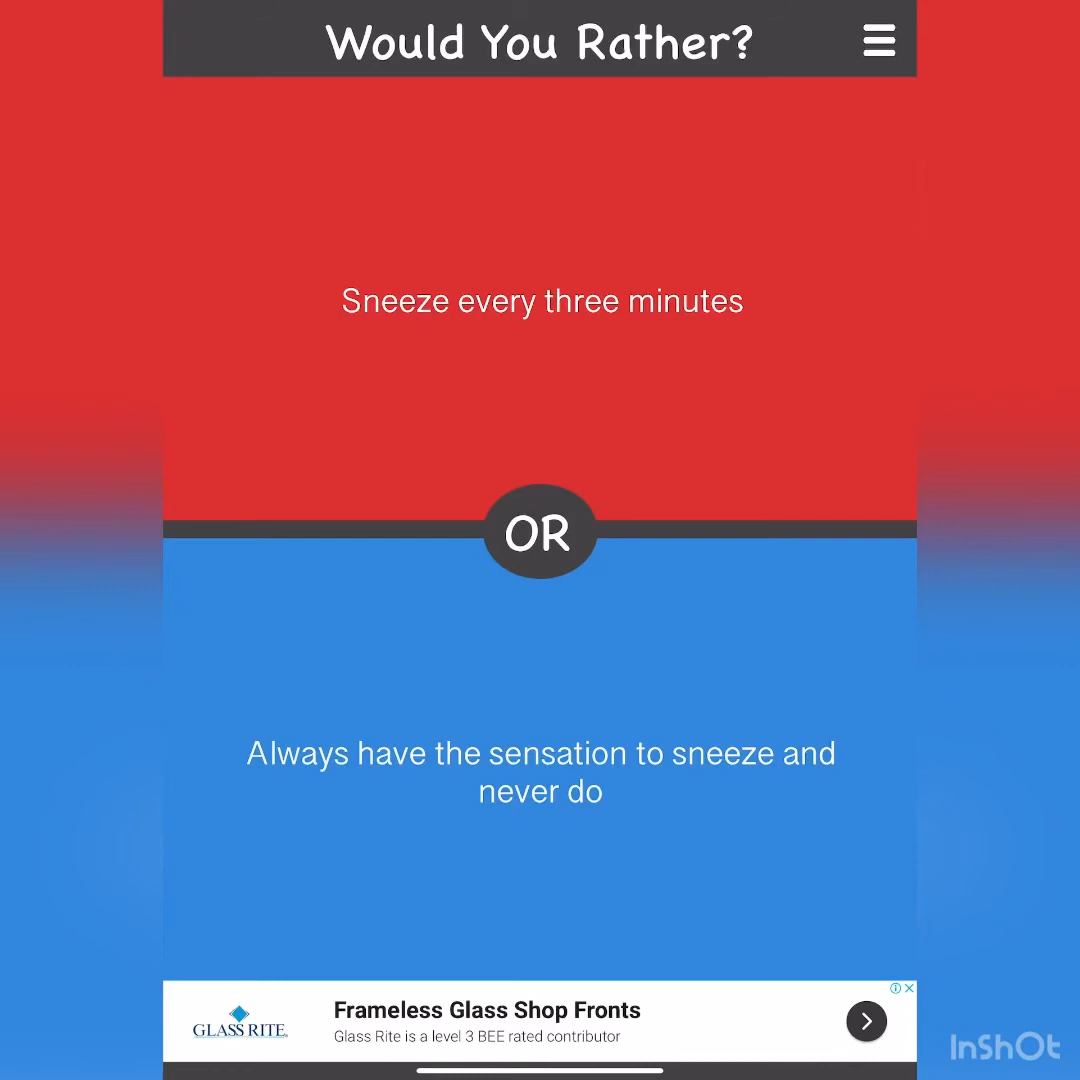 Would You Rather?
Sneeze every three minutes
OR
Always have the sensation to sneeze and
never do
Frameless Glass Shop Fronts
GLASS RITE
Glass Rite is a level 3 BEE rated contributor
InShOt